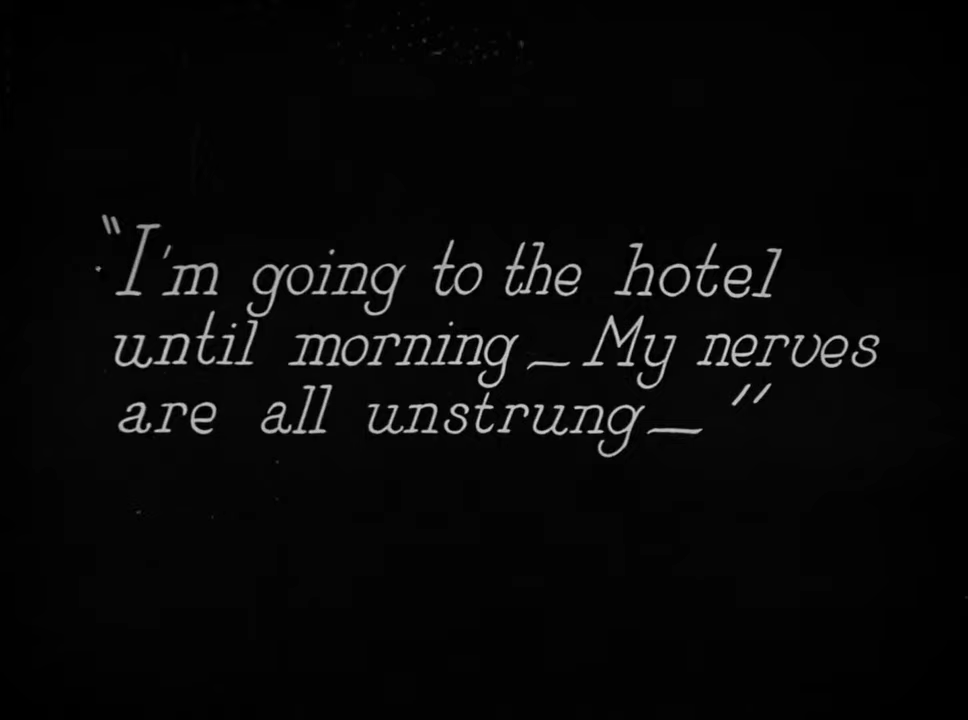 "I'm going to the hotel
until morning — My nerves
are all unstrung — "